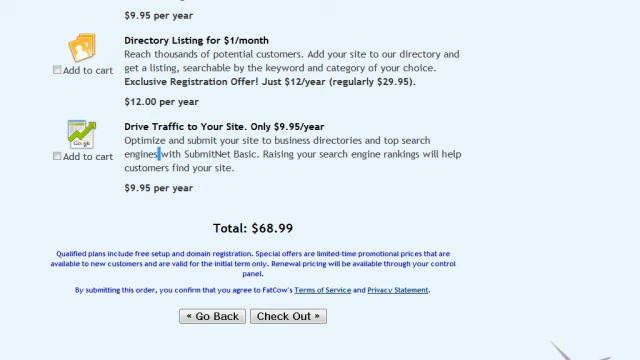 $9.95 per year
Directory Listing for $1/month
Reach thousands of potential customers. Add your site to our directory and
Add to cart
get a listing, searchable by the keyword and category of your choice.
Exclusive Registration Offer! Just $12/year (regularly $29.95).
$12.00 per year
Drive Traffic to Your Site. Only $9.95/year
Optimize and submit your site to business directories and top search
Google
Add to cart
engines with SubmitNet Basic. Raising your search engine rankings will help
customers find your site.
$9.95 per year
Total: $68.99
Qualified plans include free setup and domain registration. Special offers are limited-time promotional prices that are
available to new customers and are valid for the initial term only. Renewal pricing will be available through your control
panel.
By submitting this order, you confirm that you agree to FatCow's Terms of Service and Privacy Statement.
« Go Back
Check Out »